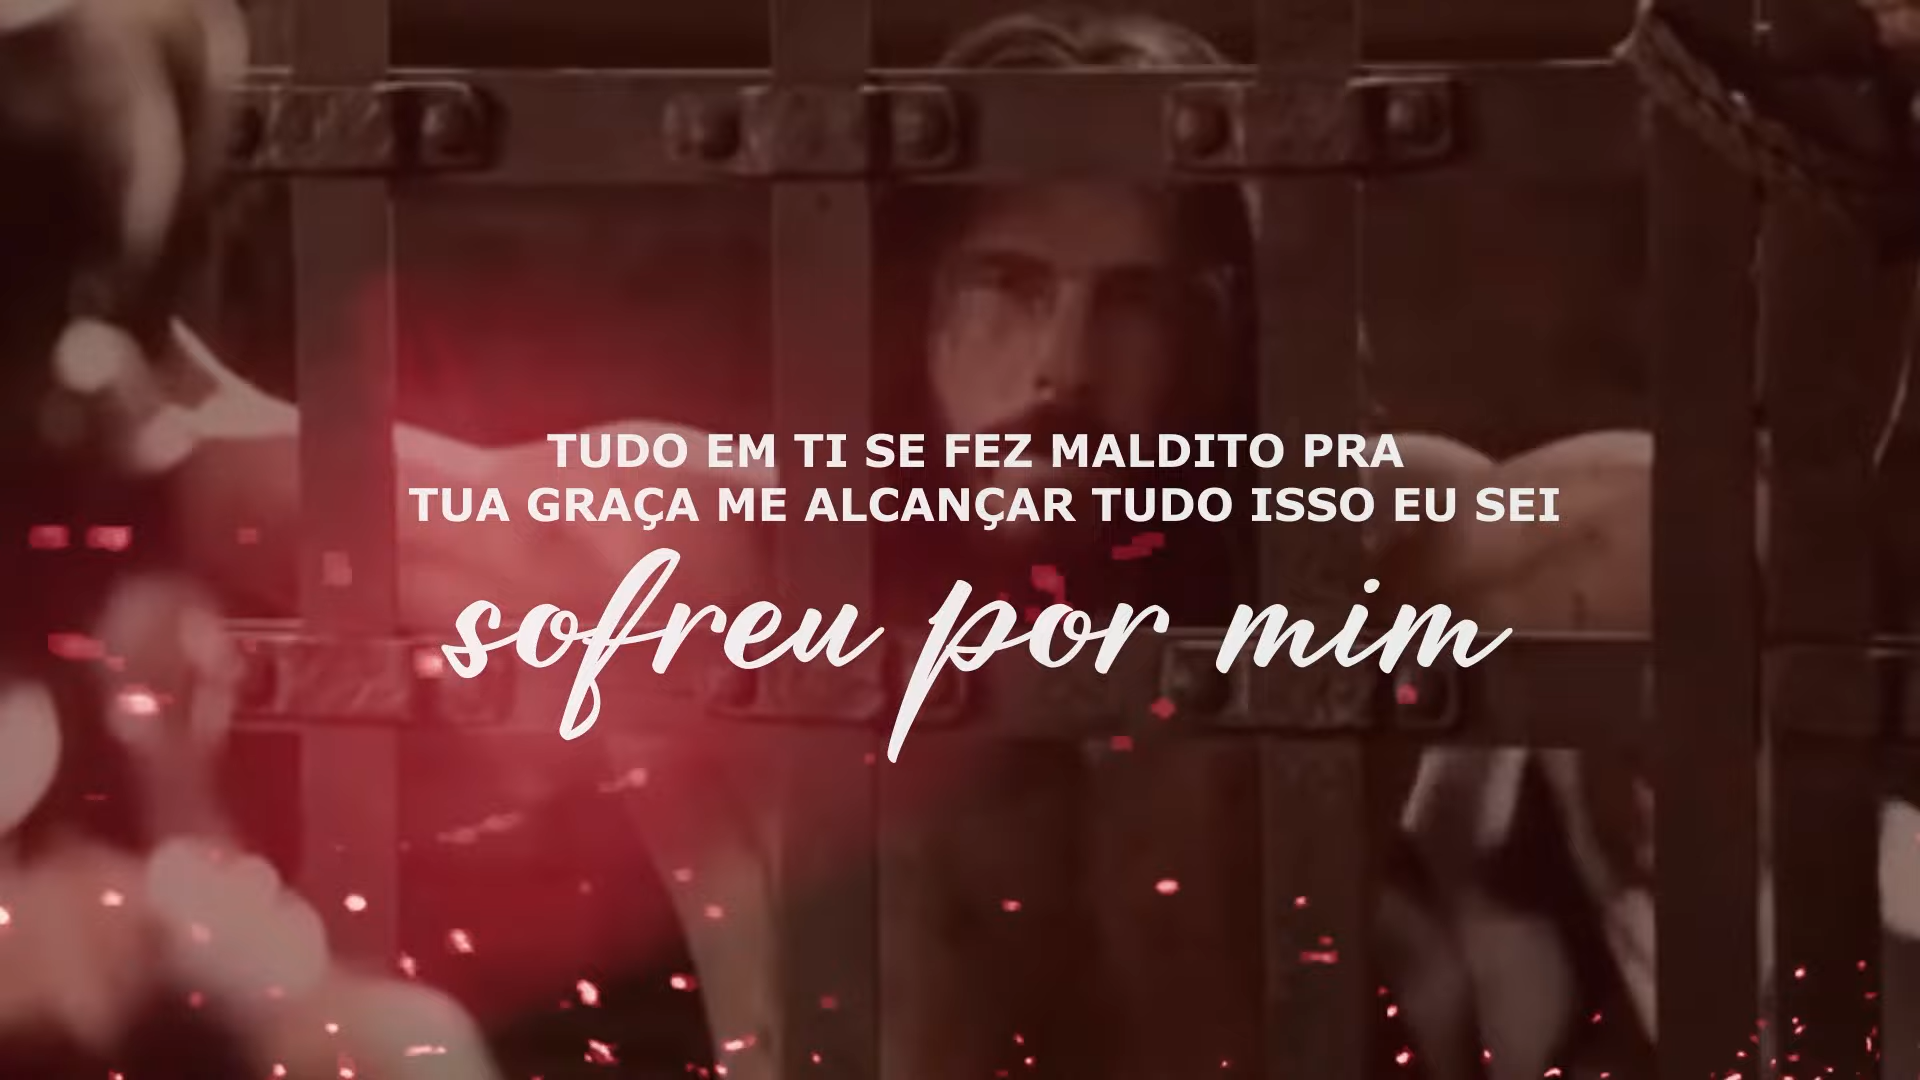 TUDO EM TI SE FEZ MALDITO PRA
TUA GRAÇA ME ALCANÇAR TUDO ISSO EU SEI
sofreu por mim